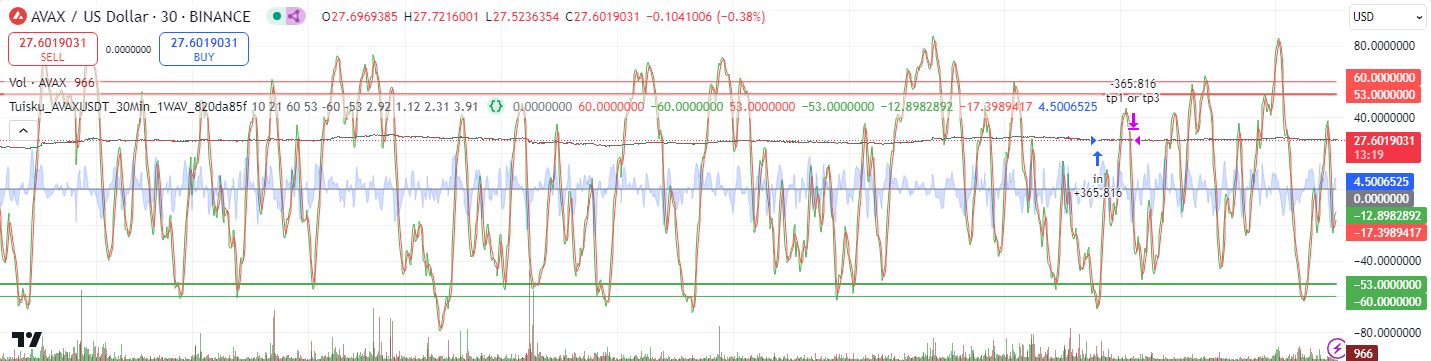 AVAX / US Dollar · 30 · BINANCE O27.6969385 H27.7216001 L27.5236354 C27.6019031 −0.1041006 (−0.38%)
USD
27.6019031
SELL
0.0000000
27.6019031
BUY
Vol · AVAX 966
Tuisku_AVAXUSDT_30Min_1WAV_820da85f 10 21 60 53 -60 -53 2.92 1.12 2.31 3.91 0.00000000 60.0000000 −60.0000000 53.0000000 −53.0000000 −12.8982892 −17.3989417 4.5006525
-365.816
tp1 or tp3
in
+365.816
80.0000000
60.0000000
53.0000000
40.0000000
27.6019031
13:19
4.5006525
0.0000000
−12.8982892
−17.3989417
−40.0000000
−53.0000000
−60.0000000
−80.0000000
966